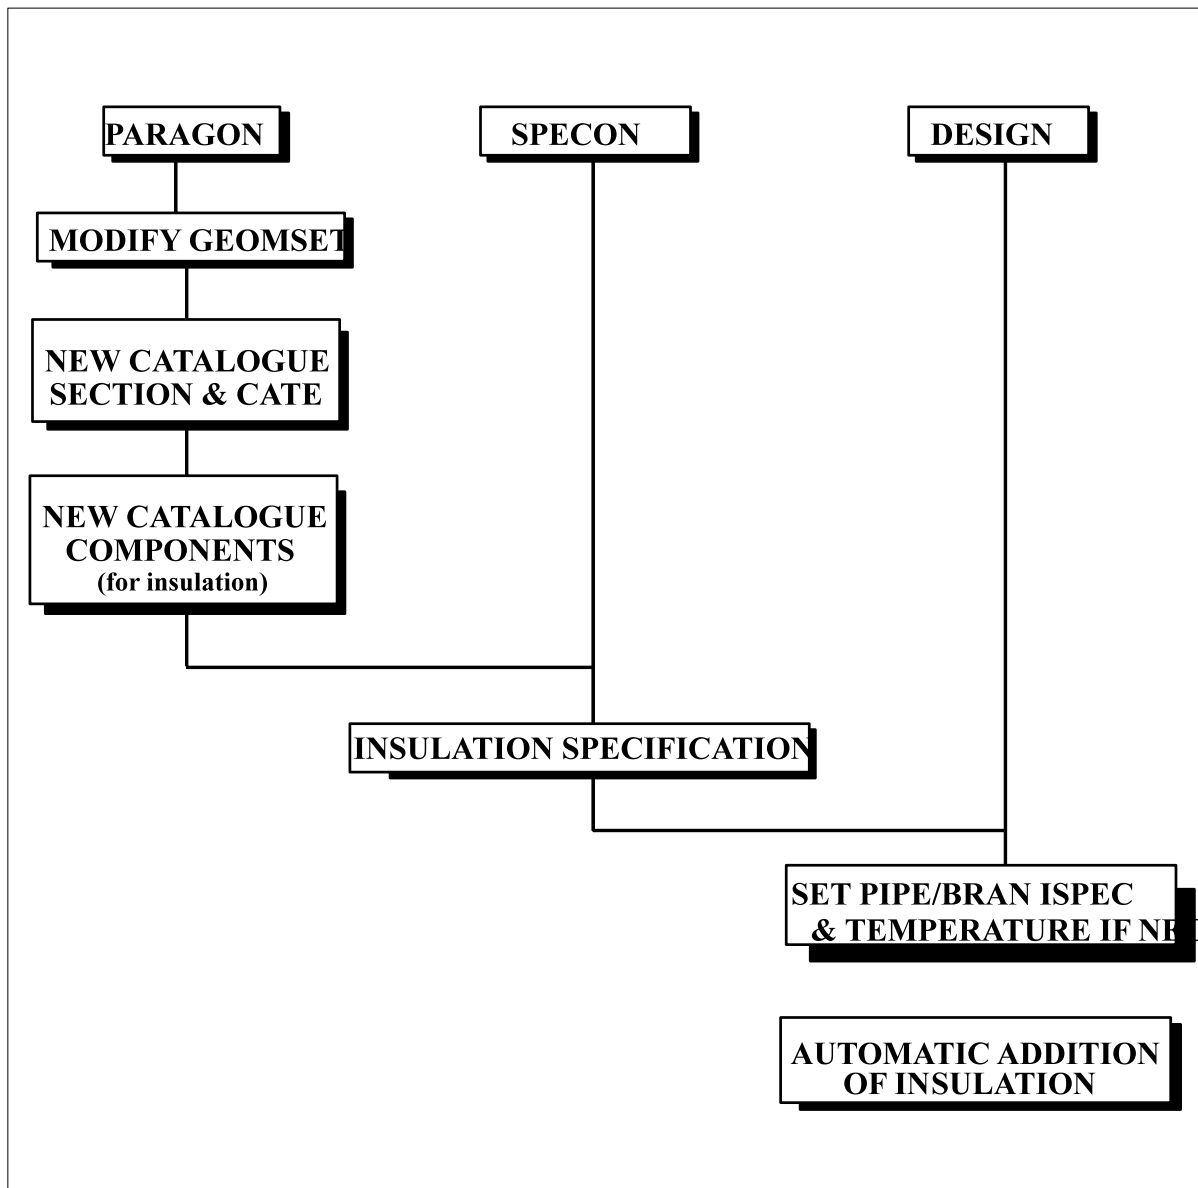 PARAGON
SPECON
DESIGN
MODIFY GEOMSET
NEW CATALOGUE
SECTION & CATE
NEW CATALOGUE
COMPONENTS
(for insulation)
INSULATION SPECIFICATION
SET PIPE/BRAN ISPEC
& TEMPERATURE IF
AUTOMATIC ADDITION
OF INSULATION